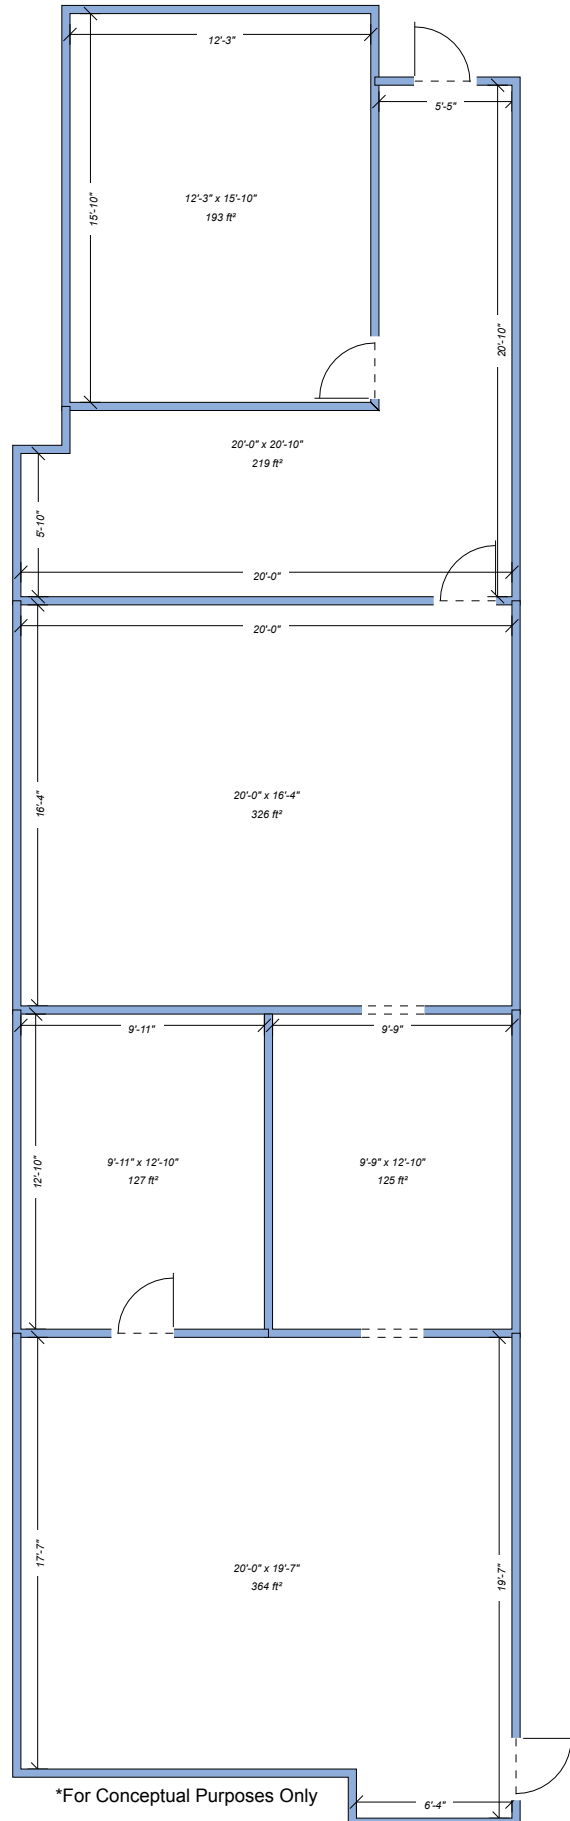 12'-3"
5'-5"
15'-10"
12'-3" x 15'-10"
193 ft²
20'-10"
20'-0" x 20'-10"
219 ft²
5'-10"
20'-0"
20'-0"
16'-4"
20'-0" x 16'-4"
326 ft²
9'-11"
9'-9"
12'-10"
9'-11" x 12'-10"
127 ft²
9'-9" x 12'-10"
125 ft²
17'-7"
20'-0" x 19'-7"
364 ft²
19'-7"
*For Conceptual Purposes Only
6'-4"